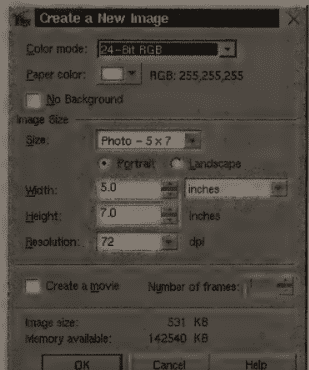 Create a New Image
Color mode: 24-Bit RGB
Paper color: RGB: 255,255,255
No Background
Image Size
Size: Photo - 5 x 7
Portrait Landscape
Width: 5.0 inches
Height: 7.0 inches
Resolution: 72 dpi
Create a movie Number of frames:
Image size: 531 KB
Memory available: 142540 KB
OK Cancel Help